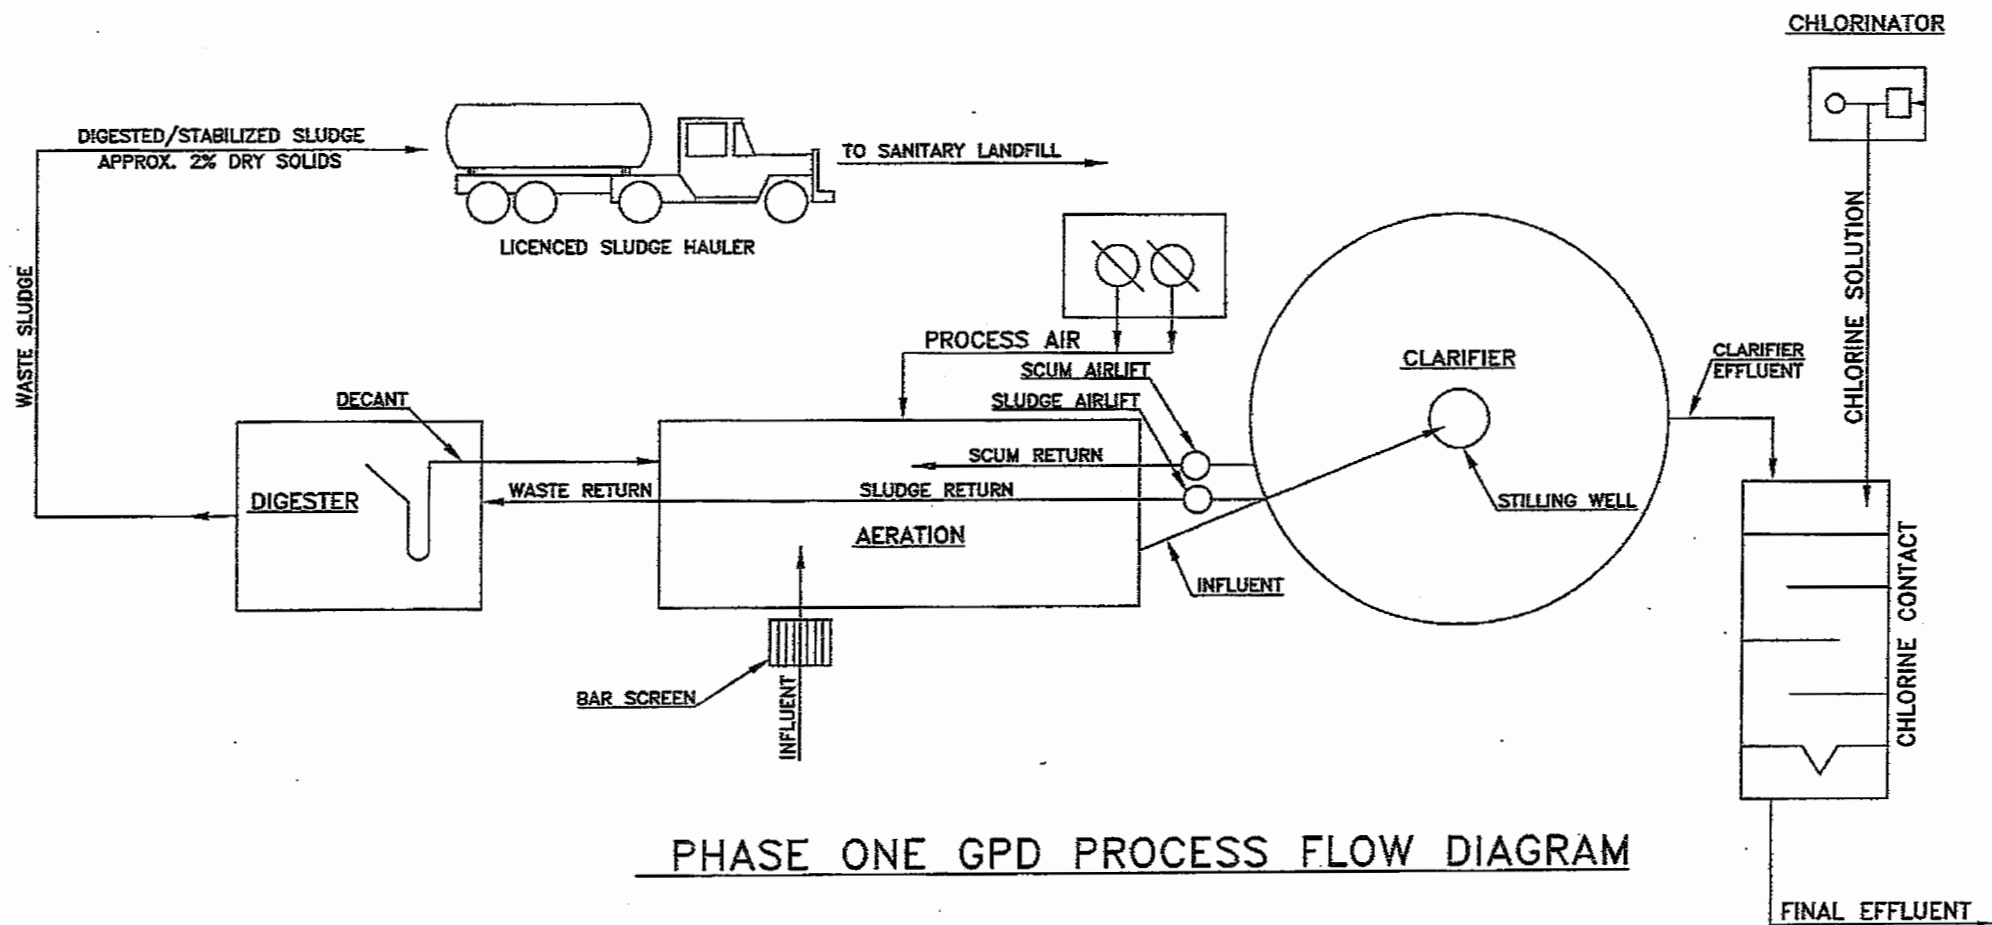 CHLORINATOR
DIGESTED/STABILIZED SLUDGE
APPROX. 2% DRY SOLIDS
TO SANITARY LANDFILL
LICENCED SLUDGE HAULER
WASTE SLUDGE
CHLORINE SOLUTION
PROCESS AIR
SCUM AIRLIFT
SLUDGE AIRLIFT
CLARIFIER
CLARIFIER
EFFLUENT
DECANT
SCUM RETURN
WASTE RETURN
SLUDGE RETURN
DIGESTER
STILLING WELL
AERATION
INFLUENT
CHLORINE CONTACT
BAR SCREEN
INFLUENT
PHASE ONE GPD PROCESS FLOW DIAGRAM
FINAL EFFLUENT